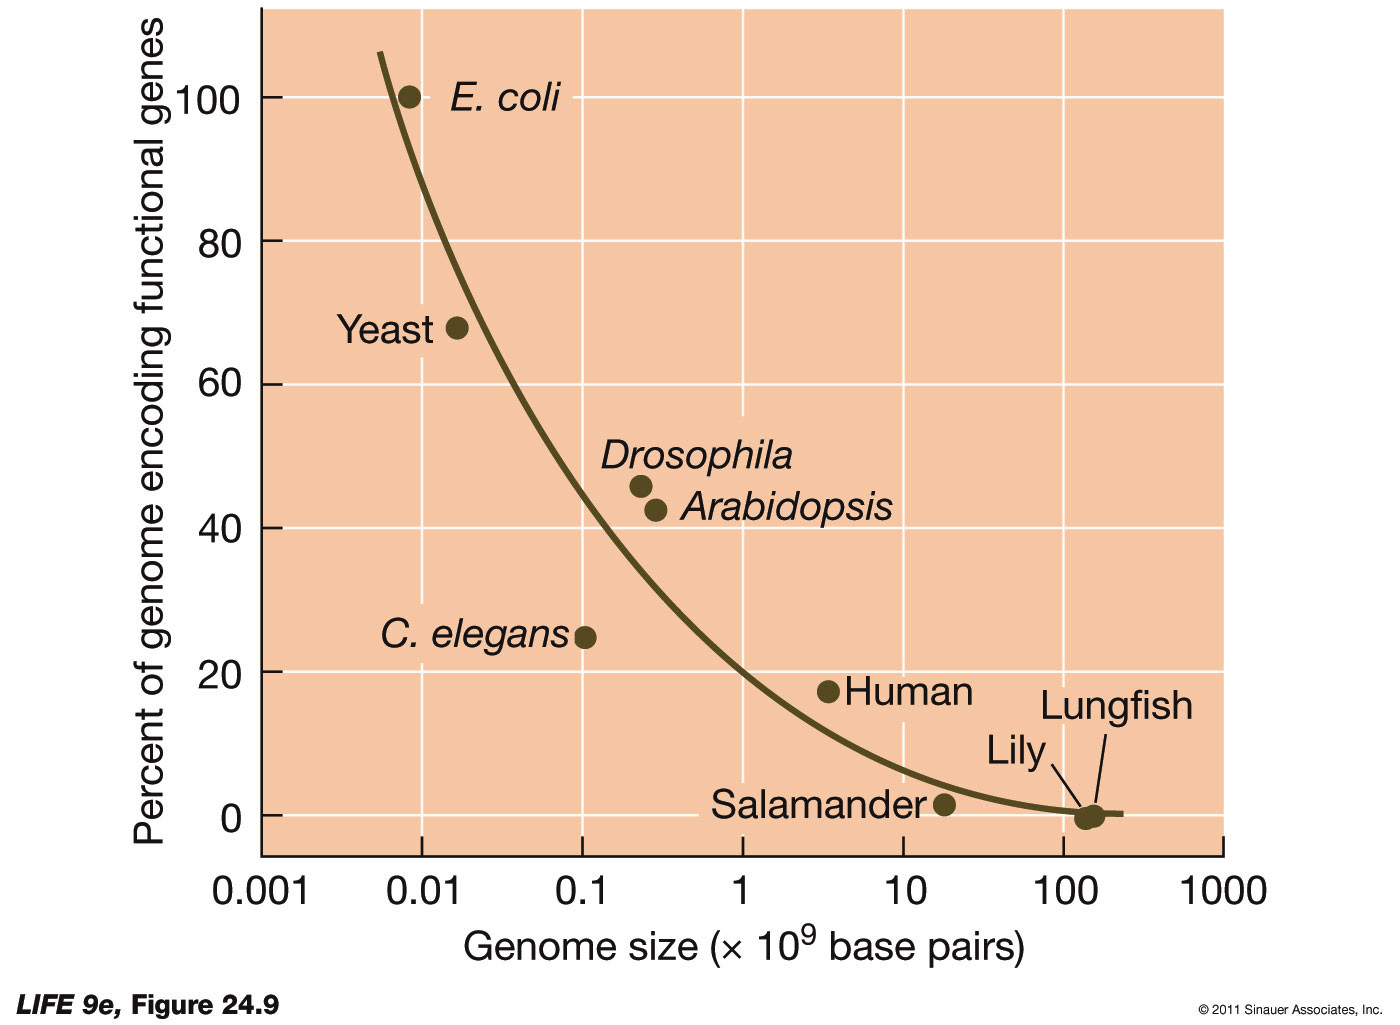 Percent of genome encoding functional genes
100
80
60
40
20
0
E. coli
Yeast
Drosophila
Arabidopsis
C. elegans
Human
Lungfish
Lily
Salamander
0.001 0.01 0.1 1 10 100 1000
Genome size (× 10⁹ base pairs)
LIFE 9e, Figure 24.9
© 2011 Sinauer Associates, Inc.